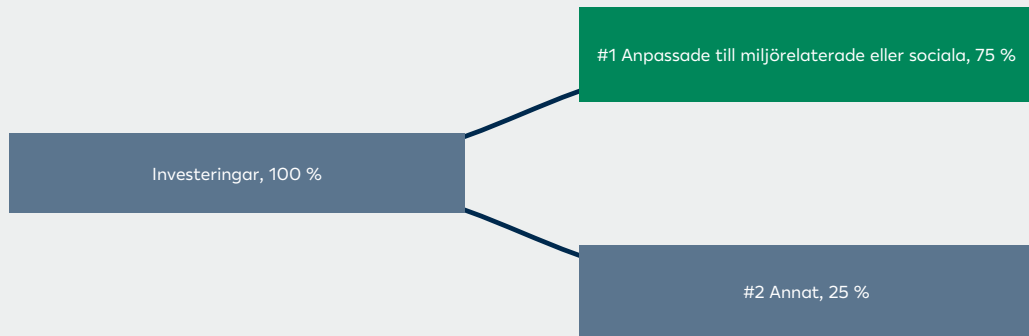 #1 Anpassade till miljörelaterade eller sociala, 75 %
Investeringar, 100 %
#2 Annat, 25 %